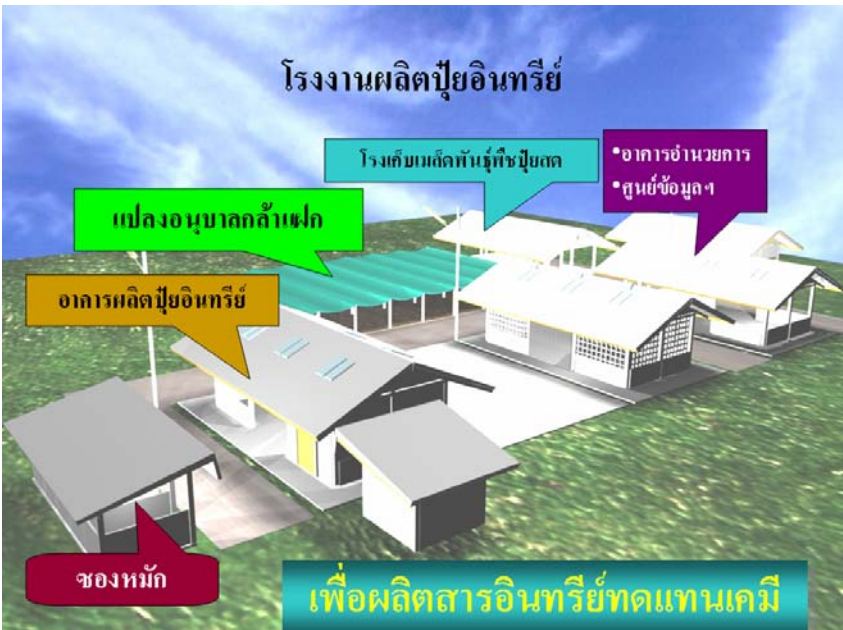 โรงงานผลิตปุ๋ยอินทรีย์
โรงเก็บเมล็ดพันธุ์พืชปุ๋ยสด
•อาคารอำนวยการ
•ศูนย์ข้อมูลฯ
แปลงอนุบาลกล้าแฝก
อาคารผลิตปุ๋ยอินทรีย์
ซองหมัก
เพื่อผลิตสารอินทรีย์ทดแทนเคมี